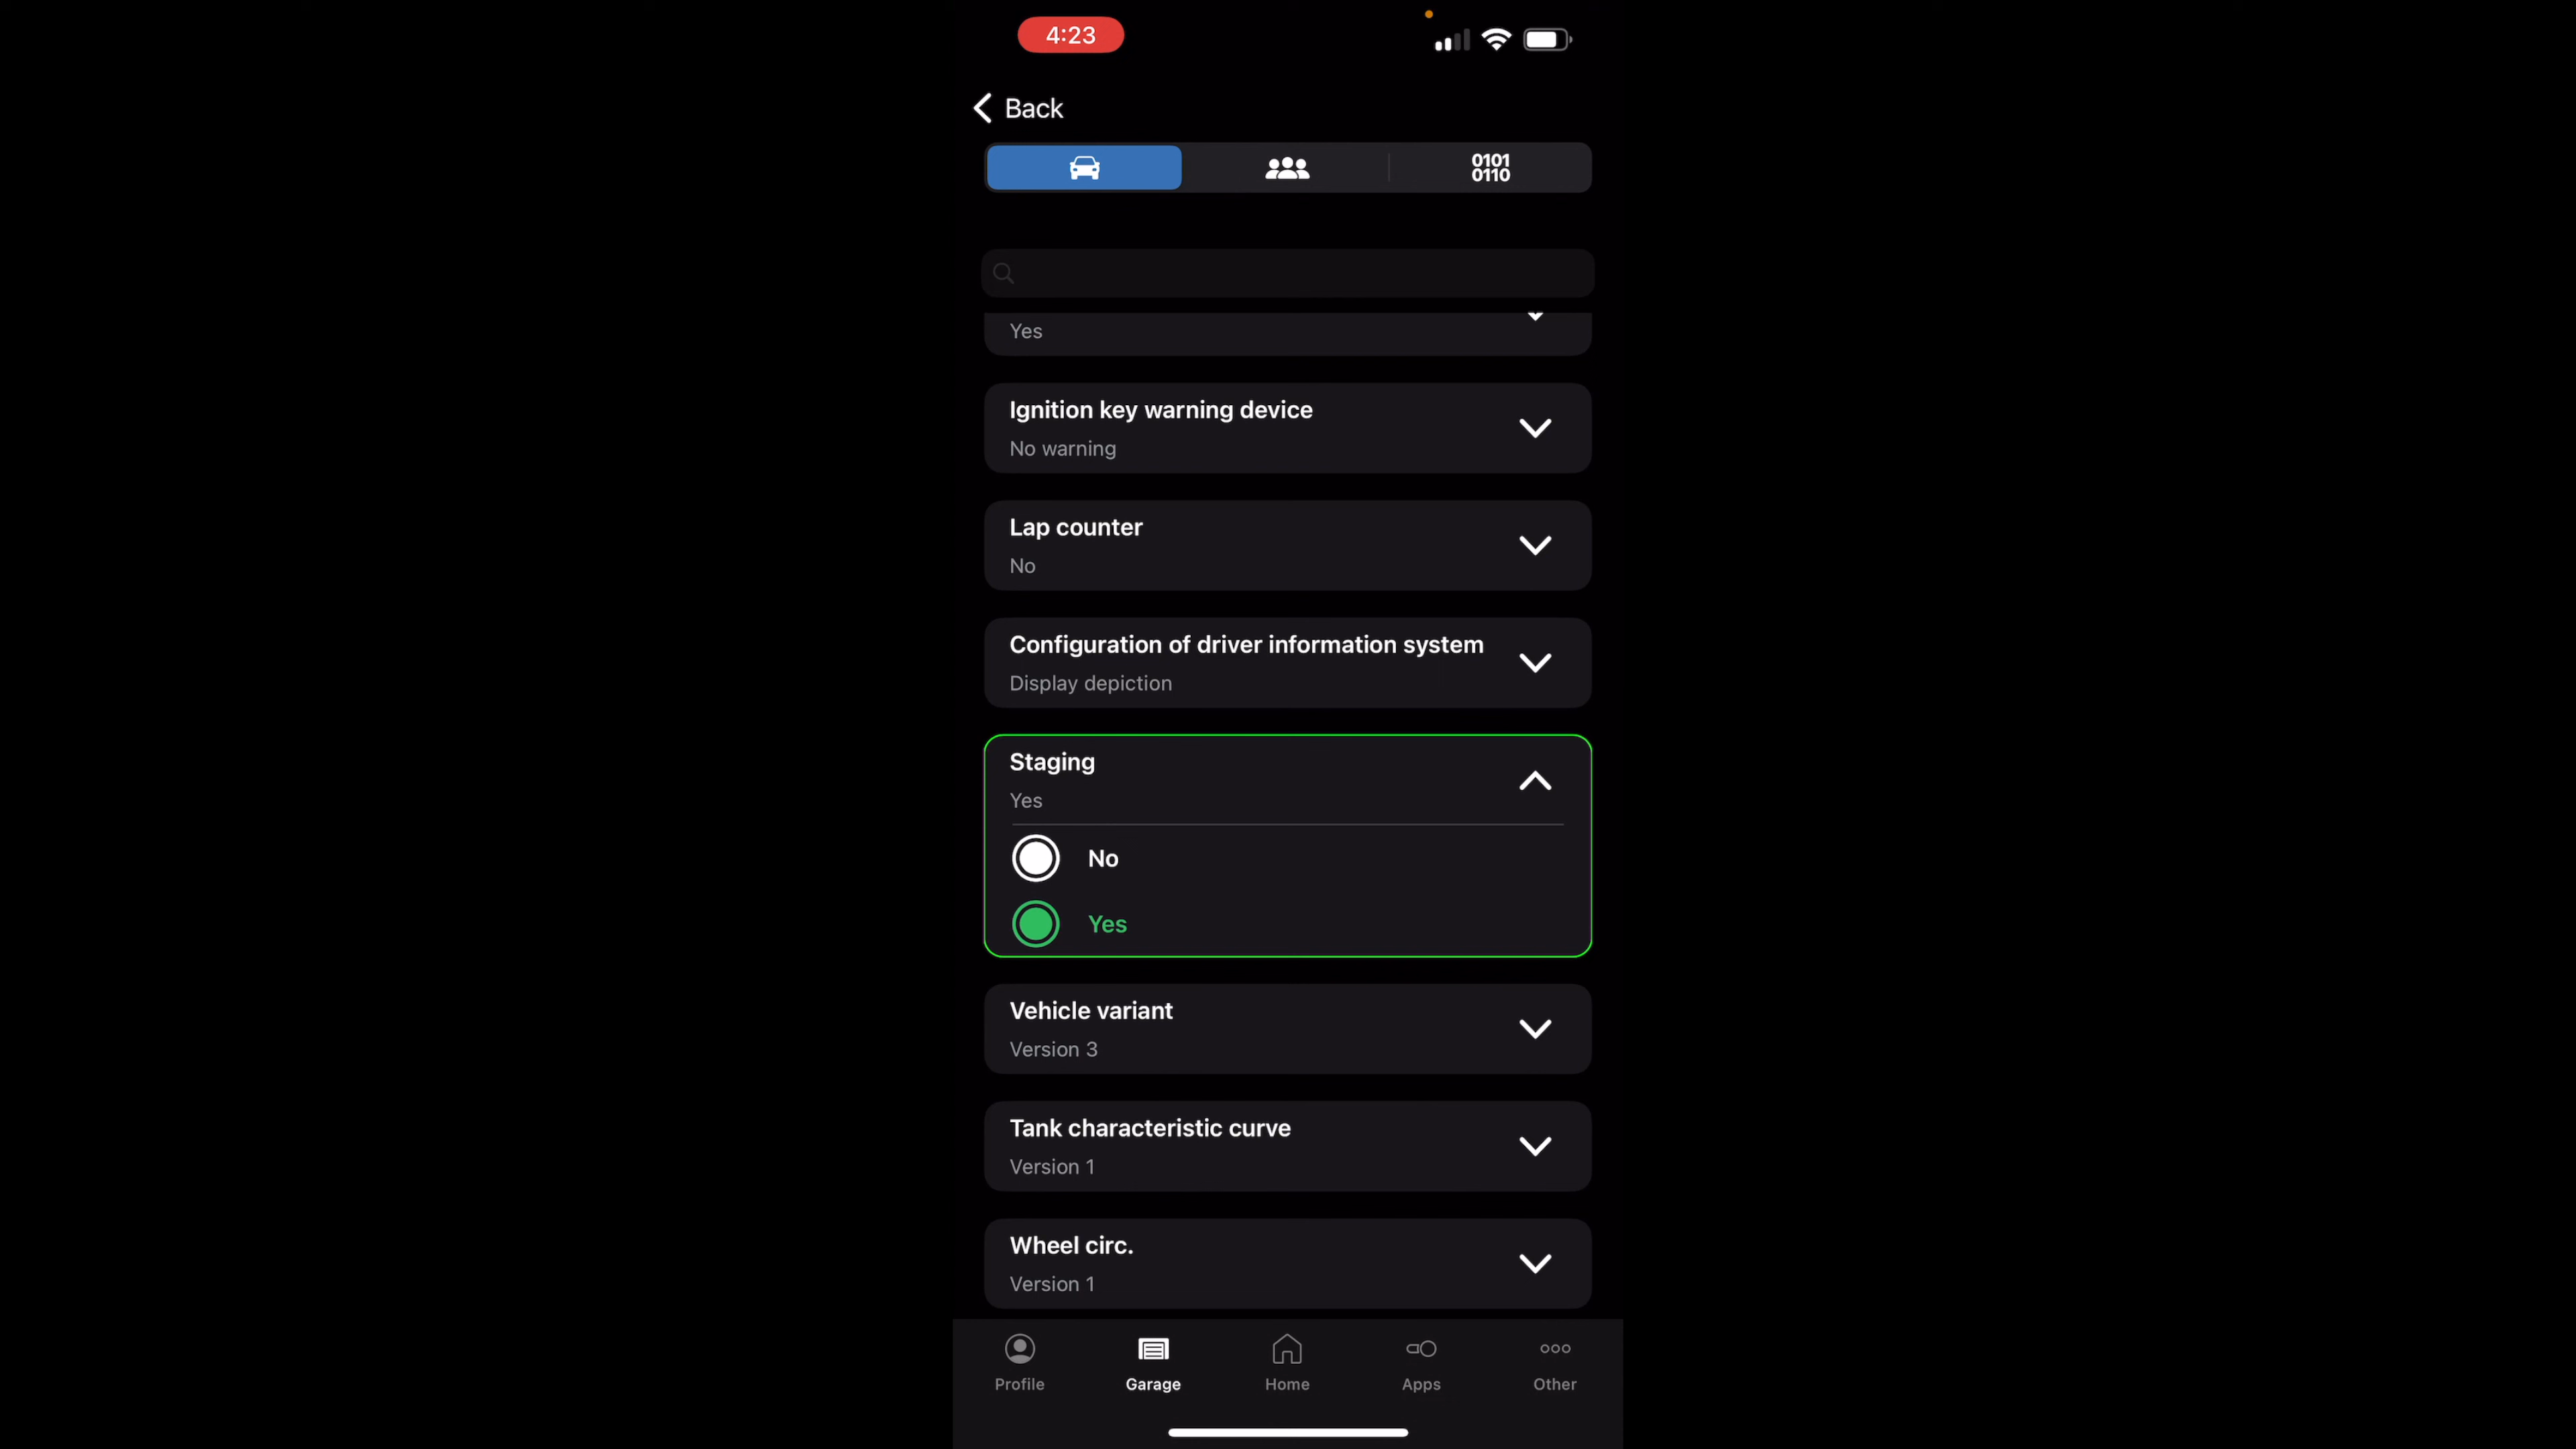 4:23
Back
0101
0110
Yes
Ignition key warning device
No warning
Lap counter
No
Configuration of driver information system
Display depiction
Staging
Yes
No
Yes
Vehicle variant
Version 3
Tank characteristic curve
Version 1
Wheel circ.
Version 1
Profile Garage Home Apps Other